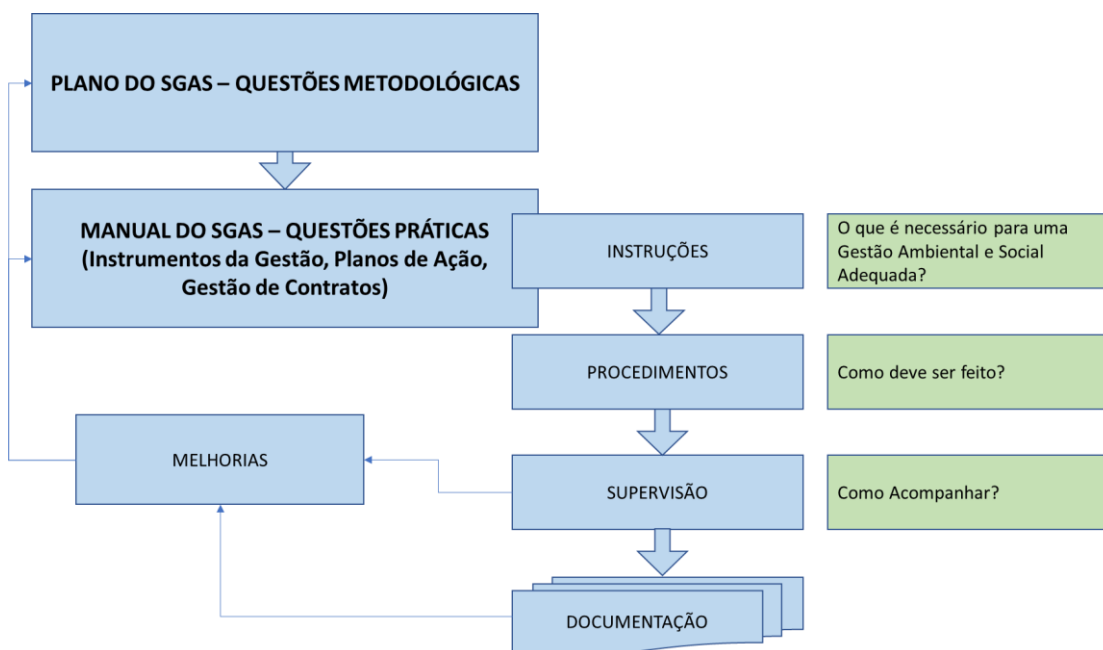 PLANO DO SGAS – QUESTÕES METODOLÓGICAS
MANUAL DO SGAS – QUESTÕES PRÁTICAS
(Instrumentos da Gestão, Planos de Ação,
Gestão de Contratos)
INSTRUÇÕES
O que é necessário para uma
Gestão Ambiental e Social
Adequada?
PROCEDIMENTOS
Como deve ser feito?
MELHORIAS
SUPERVISÃO
Como Acompanhar?
DOCUMENTAÇÃO